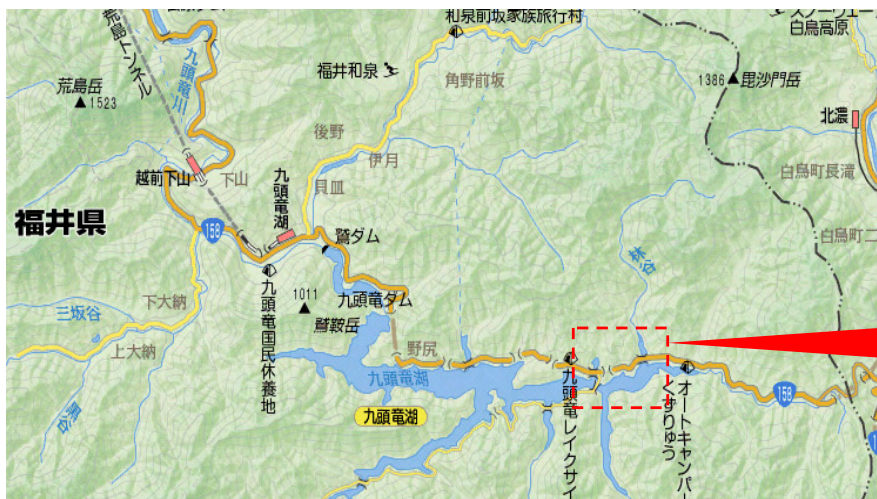 和泉前坂家族旅行村
白鳥高原
荒島トンネル
九頭竜川
荒島岳
1523
福井和泉
角野前坂
1386
毘沙門岳
北濃
後野
伊月
越前下山
下山
貝皿
九頭竜湖
白鳥町長滝
福井県
158
鷲ダム
白鳥町二
三坂谷
下大納
上大納
九頭竜国民休養地
1011
鷲鞍岳
九頭竜ダム
林谷
野尻
九頭竜湖
九頭竜湖
九頭竜レイクサイ
オートキャンパー
くずりゅう
158
158